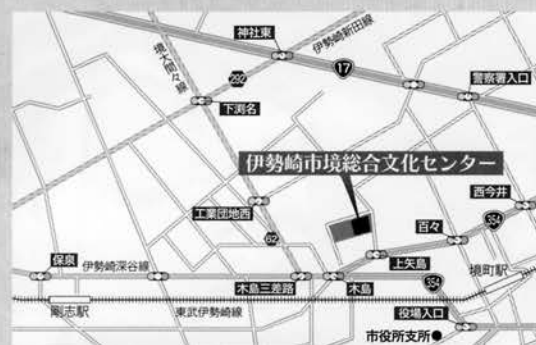 神社東
伊勢崎新田線
境大間々線
292
17
警察署入口
下渕名
伊勢崎市境総合文化センター
西今井
工業団地西
354
百々
62
保泉
伊勢崎深谷線
上矢島
境町駅
木島三差路
木島
354
剛志駅
東武伊勢崎線
役場入口
市役所支所